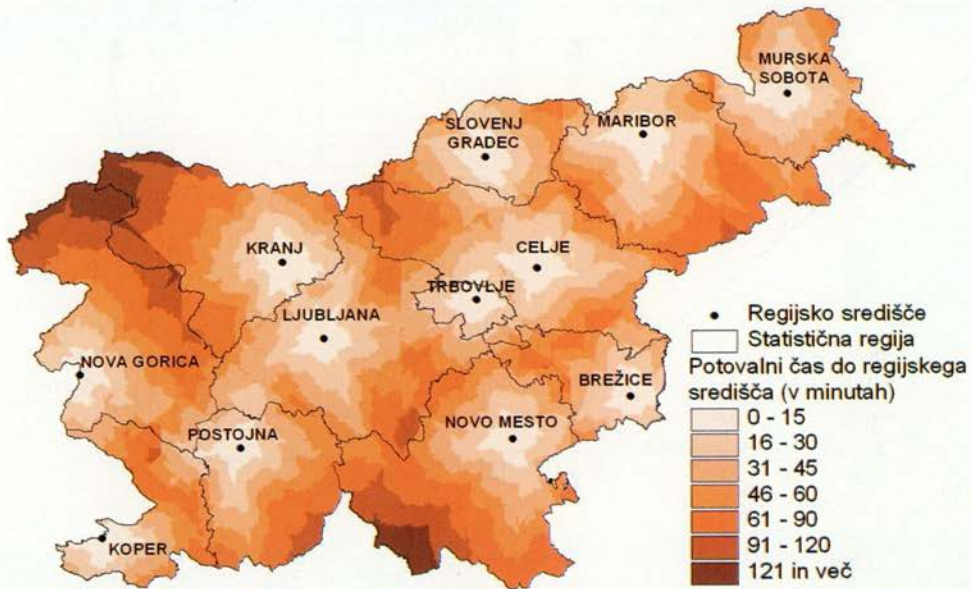 MURSKA
SOBOTA
MARIBOR
SLOVENJ
GRADEC
KRANJ
CELJE
TRBOVLJE
LJUBLJANA
NOVA GORICA
BREŽICE
NOVO MESTO
POSTOJNA
KOPER
Regijsko središče
Statistična regija
Potovalni čas do regijskega
središča (v minutah)
0 - 15
16 - 30
31 - 45
46 - 60
61 - 90
91 - 120
121 in več